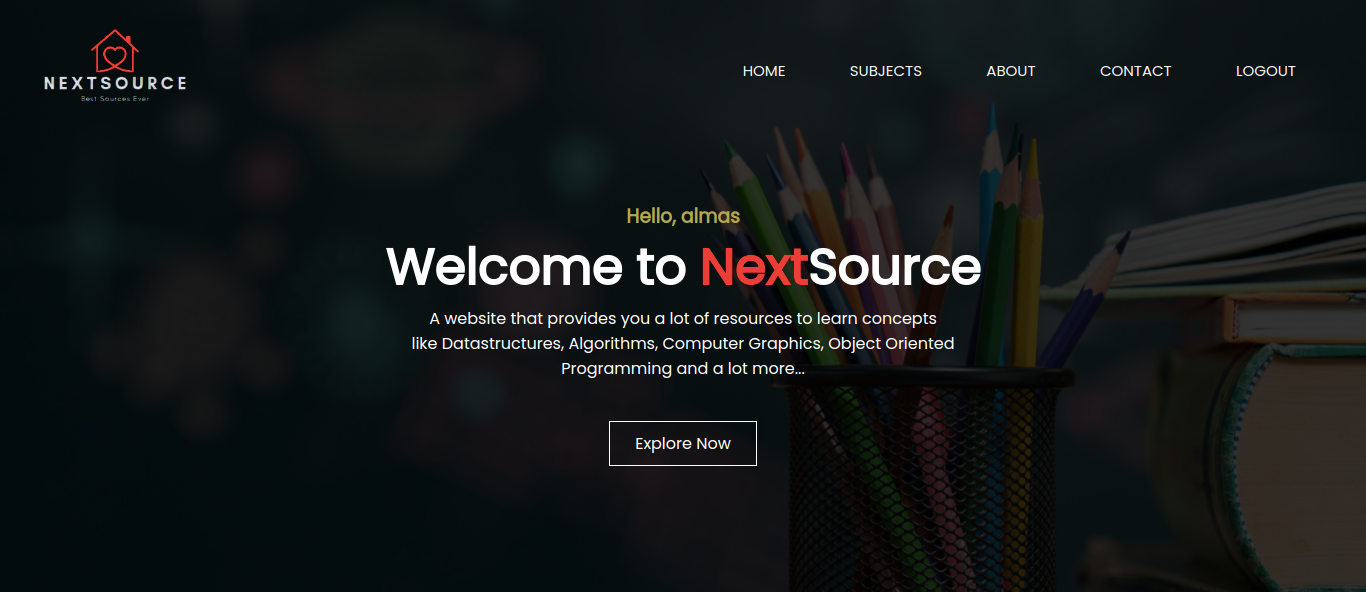 NEXTSOURCE
Best Sources Ever
HOME SUBJECTS ABOUT CONTACT LOGOUT
Hello, almas
Welcome to NextSource
A website that provides you a lot of resources to learn concepts
like Datastructures, Algorithms, Computer Graphics, Object Oriented
Programming and a lot more...
Explore Now